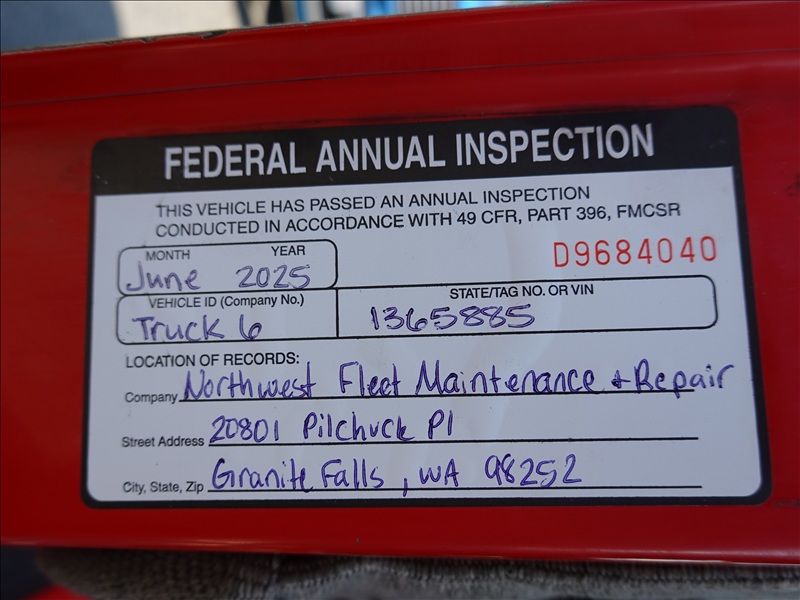 FEDERAL ANNUAL INSPECTION
THIS VEHICLE HAS PASSED AN ANNUAL INSPECTION
CONDUCTED IN ACCORDANCE WITH 49 CFR, PART 396, FMCSR
MONTH YEAR
D9684040
June 2025
VEHICLE ID (Company No.) STATE/TAG NO. OR VIN
Truck 6 1365885
LOCATION OF RECORDS:
Company Northwest Fleet Maintenance + Repair
Street Address 20801 Pilchuck Pl
City, State, Zip Granite Falls, WA 98252